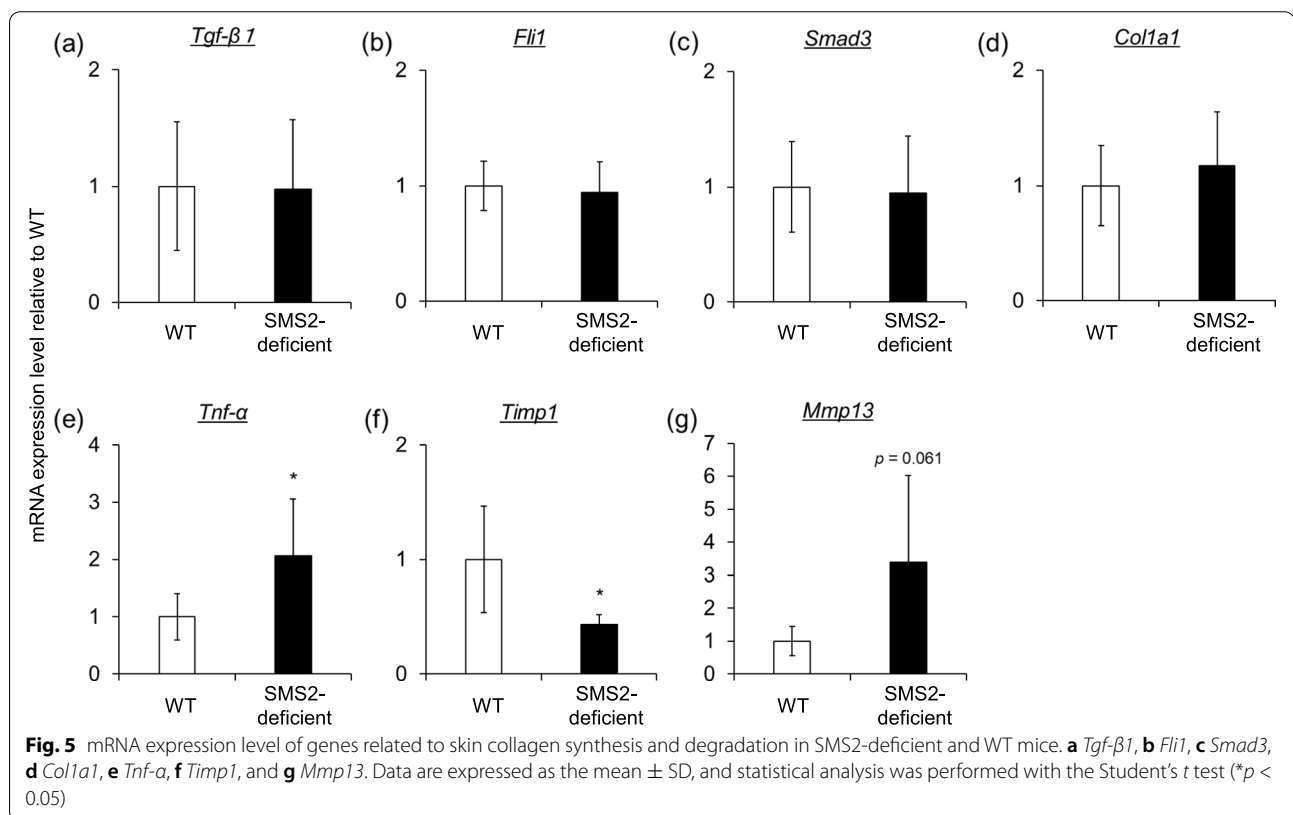 (a) Tgf-β 1
(b) Fli1
(c) Smad3
(d) Col1a1
mRNA expression level relative to WT
2
1
0
WT
SMS2-
deficient
2
1
0
WT
SMS2-
deficient
2
1
0
WT
SMS2-
deficient
2
1
0
WT
SMS2-
deficient
(e) Tnf-α
4
3
2
1
0
*
WT
SMS2-
deficient
(f) Timp1
2
1
0
*
WT
SMS2-
deficient
(g) Mmp13
7
6
5
4
3
2
1
0
p = 0.061
WT
SMS2-
deficient
Fig. 5 mRNA expression level of genes related to skin collagen synthesis and degradation in SMS2-deficient and WT mice. a Tgf-β1, b Fli1, c Smad3,
d Col1a1, e Tnf-α, f Timp1, and g Mmp13. Data are expressed as the mean ± SD, and statistical analysis was performed with the Student's t test (*p <
0.05)